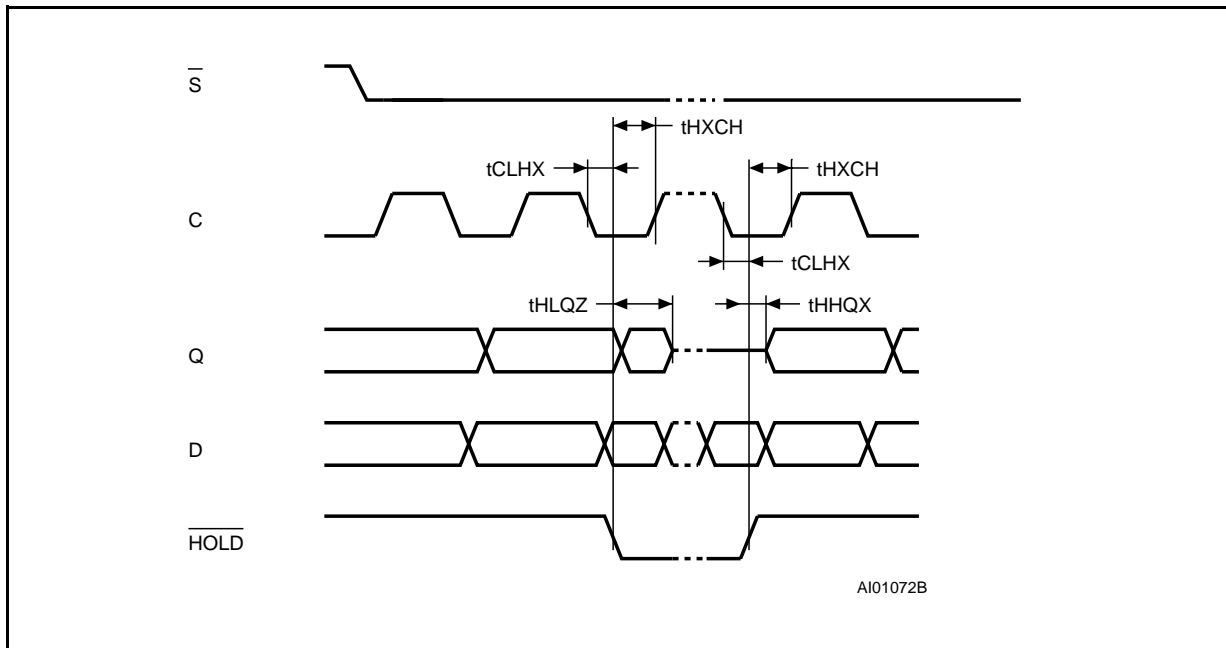 S
tHXCH
tCLHX
tHXCH
C
tCLHX
tHLQZ
tHHQX
Q
D
HOLD
AI01072B